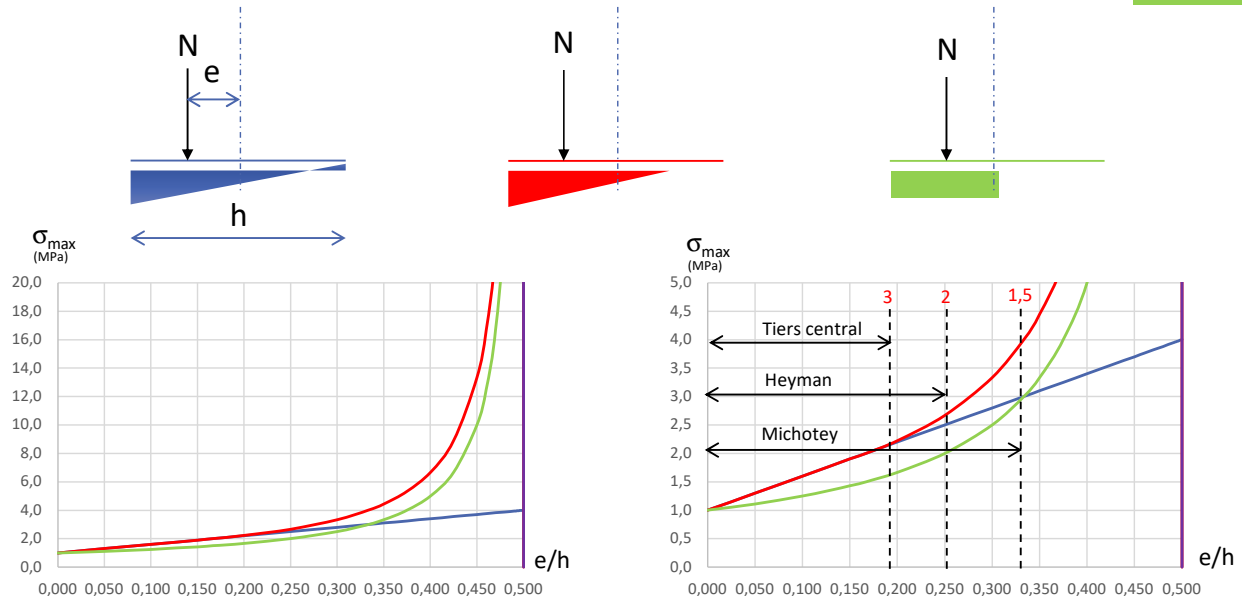 N
e
h
N
N
σmax
(MPa)
20,0
18,0
16,0
14,0
12,0
10,0
8,0
6,0
4,0
2,0
0,0
0,000 0,050 0,100 0,150 0,200 0,250 0,300 0,350 0,400 0,450 0,500
e/h
σmax
(MPa)
5,0
4,5
4,0
3,5
3,0
2,5
2,0
1,5
1,0
0,5
0,0
3
2
1,5
Tiers central
Heyman
Michotey
0,000 0,050 0,100 0,150 0,200 0,250 0,300 0,350 0,400 0,450 0,500
e/h